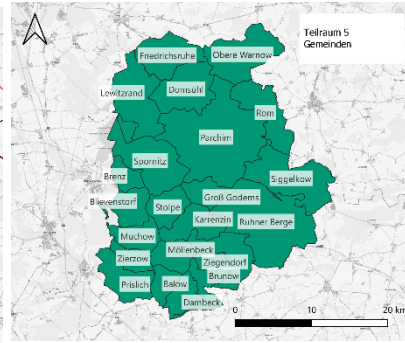 Teilraum 5
Gemeinden
Friedrichsruhe
Obere Warnow
Lewitzrand
Domsühl
Rom
Parchim
Spornitz
Siggelkow
Brenz
Groß Godems
Blievenstorf
Stolpe
Karrenzin
Ruhner Berge
Muchow
Möllenbeck
Zierzow
Ziegendorf
Brunow
Prislich
Balow
Dambeck
0 10 20 km